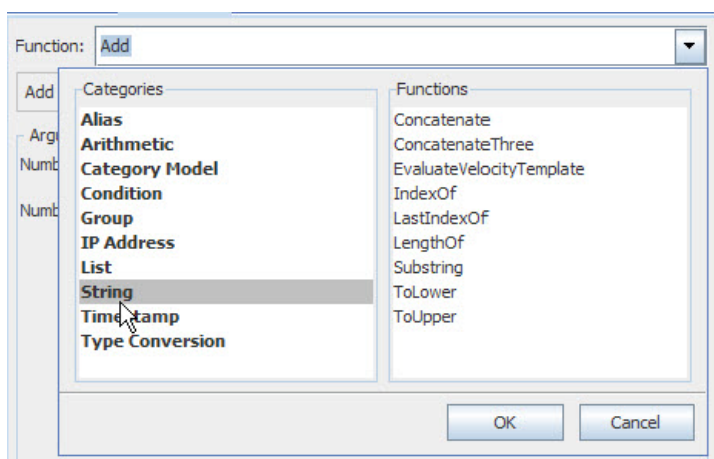 Function: Add
Add
Categories
Alias
Arithmetic
Category Model
Condition
Group
IP Address
List
String
Type Conversion
Functions
Concatenate
ConcatenateThree
EvaluateVelocityTemplate
IndexOf
LastIndexOf
LengthOf
Substring
ToLower
ToUpper
OK Cancel